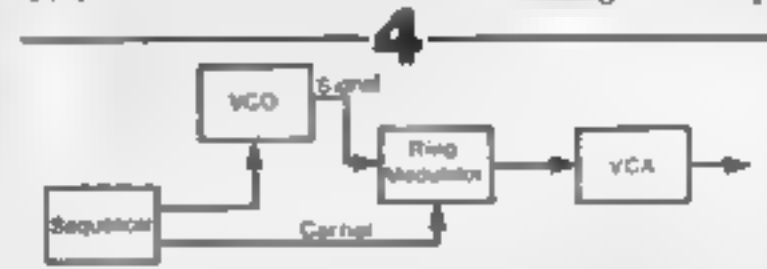 4
VCO
Signal
Ring
Modulator
VCA
Sequencer
Carrier